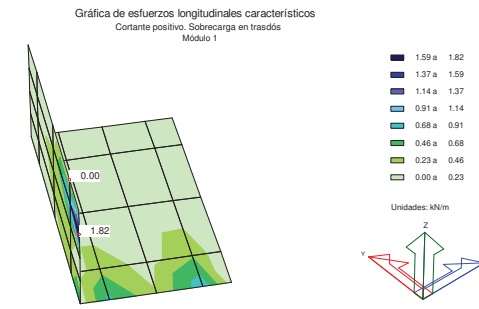 Gráfica de esfuerzos longitudinales característicos
Cortante positivo. Sobrecarga en trasdós
Módulo 1
1.59 a 1.82
1.37 a 1.59
1.14 a 1.37
0.91 a 1.14
0.68 a 0.91
0.46 a 0.68
0.23 a 0.46
0.00 a 0.23
0.00
1.82
Unidades: kN/m
Z
Y